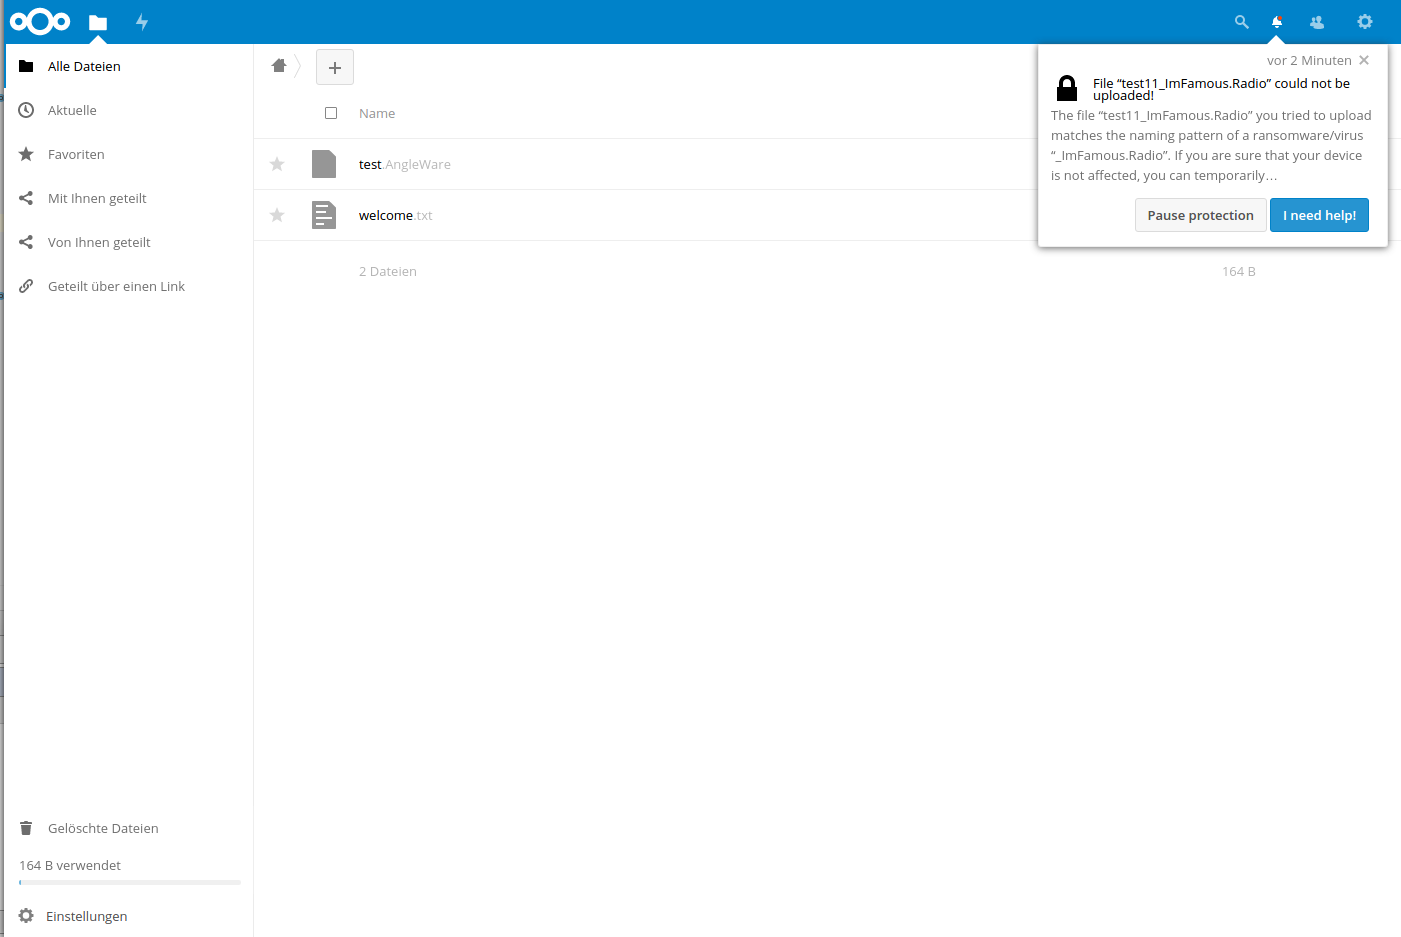 Alle Dateien
Aktuelle
Favoriten
Mit Ihnen geteilt
Von Ihnen geteilt
Geteilt über einen Link
Gelöschte Dateien
164 B verwendet
Einstellungen
Name
test.AngleWare
welcome.txt
2 Dateien
164 B
vor 2 Minuten
File “test11_ImFamous.Radio” could not be
uploaded!
The file “test11_ImFamous.Radio” you tried to upload
matches the naming pattern of a ransomware/virus
“_ImFamous.Radio”. If you are sure that your device
is not affected, you can temporarily…
Pause protection
I need help!